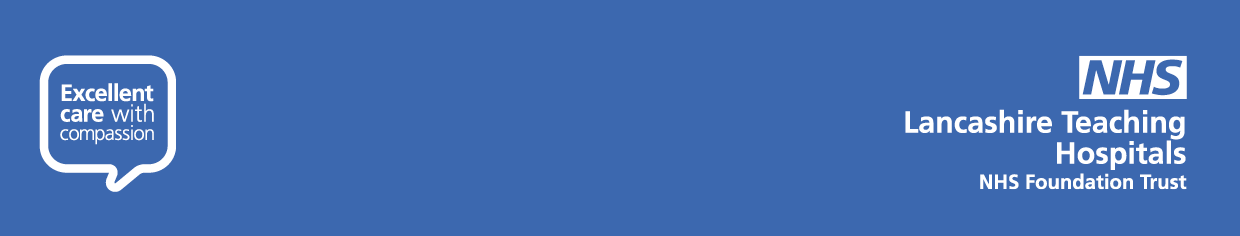 Excellent
care with
compassion
NHS
Lancashire Teaching
Hospitals
NHS Foundation Trust